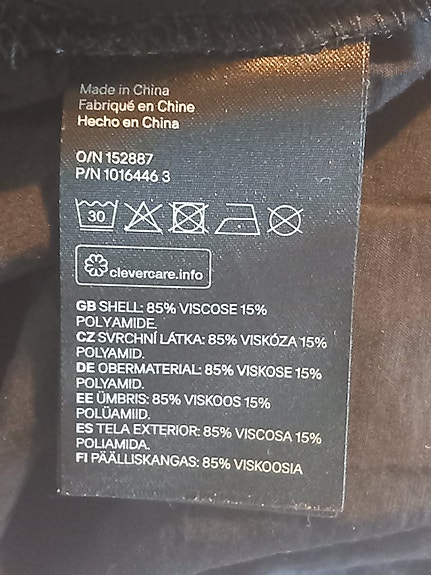 Made in China
Fabriqué en Chine
Hecho en China
O/N 152887
P/N 1016446 3
30
clevercare.info
GB SHELL: 85% VISCOSE 15%
POLYAMIDE.
CZ SVRCHNÍ LÁTKA: 85% VISKÓZA 15%
POLYAMID.
DE OBERMATERIAL: 85% VISKOSE 15%
POLYAMID.
EE ÜMBRIS: 85% VISKOOS 15%
POLÜAMIID.
ES TELA EXTERIOR: 85% VISCOSA 15%
POLIAMIDA.
FI PÄÄLLISKANGAS: 85% VISKOOSIA